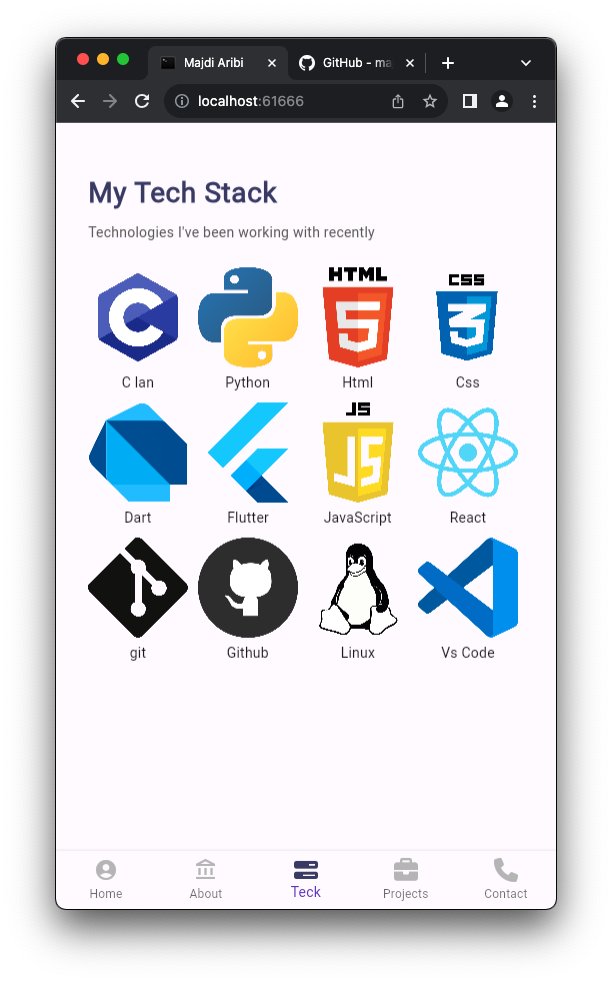 Majdi Aribi
GitHub - ma
localhost:61666
My Tech Stack
Technologies I've been working with recently
HTML
CSS
C lan
Python
Html
Css
JS
JS
Dart
Flutter
JavaScript
React
git
Github
Linux
Vs Code
Home
About
Teck
Projects
Contact